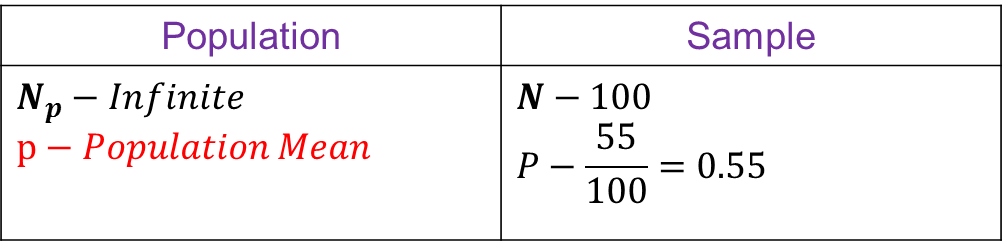 Population
Sample
N_p − Infinite
p − Population Mean
N − 100
P − 55/100 = 0.55